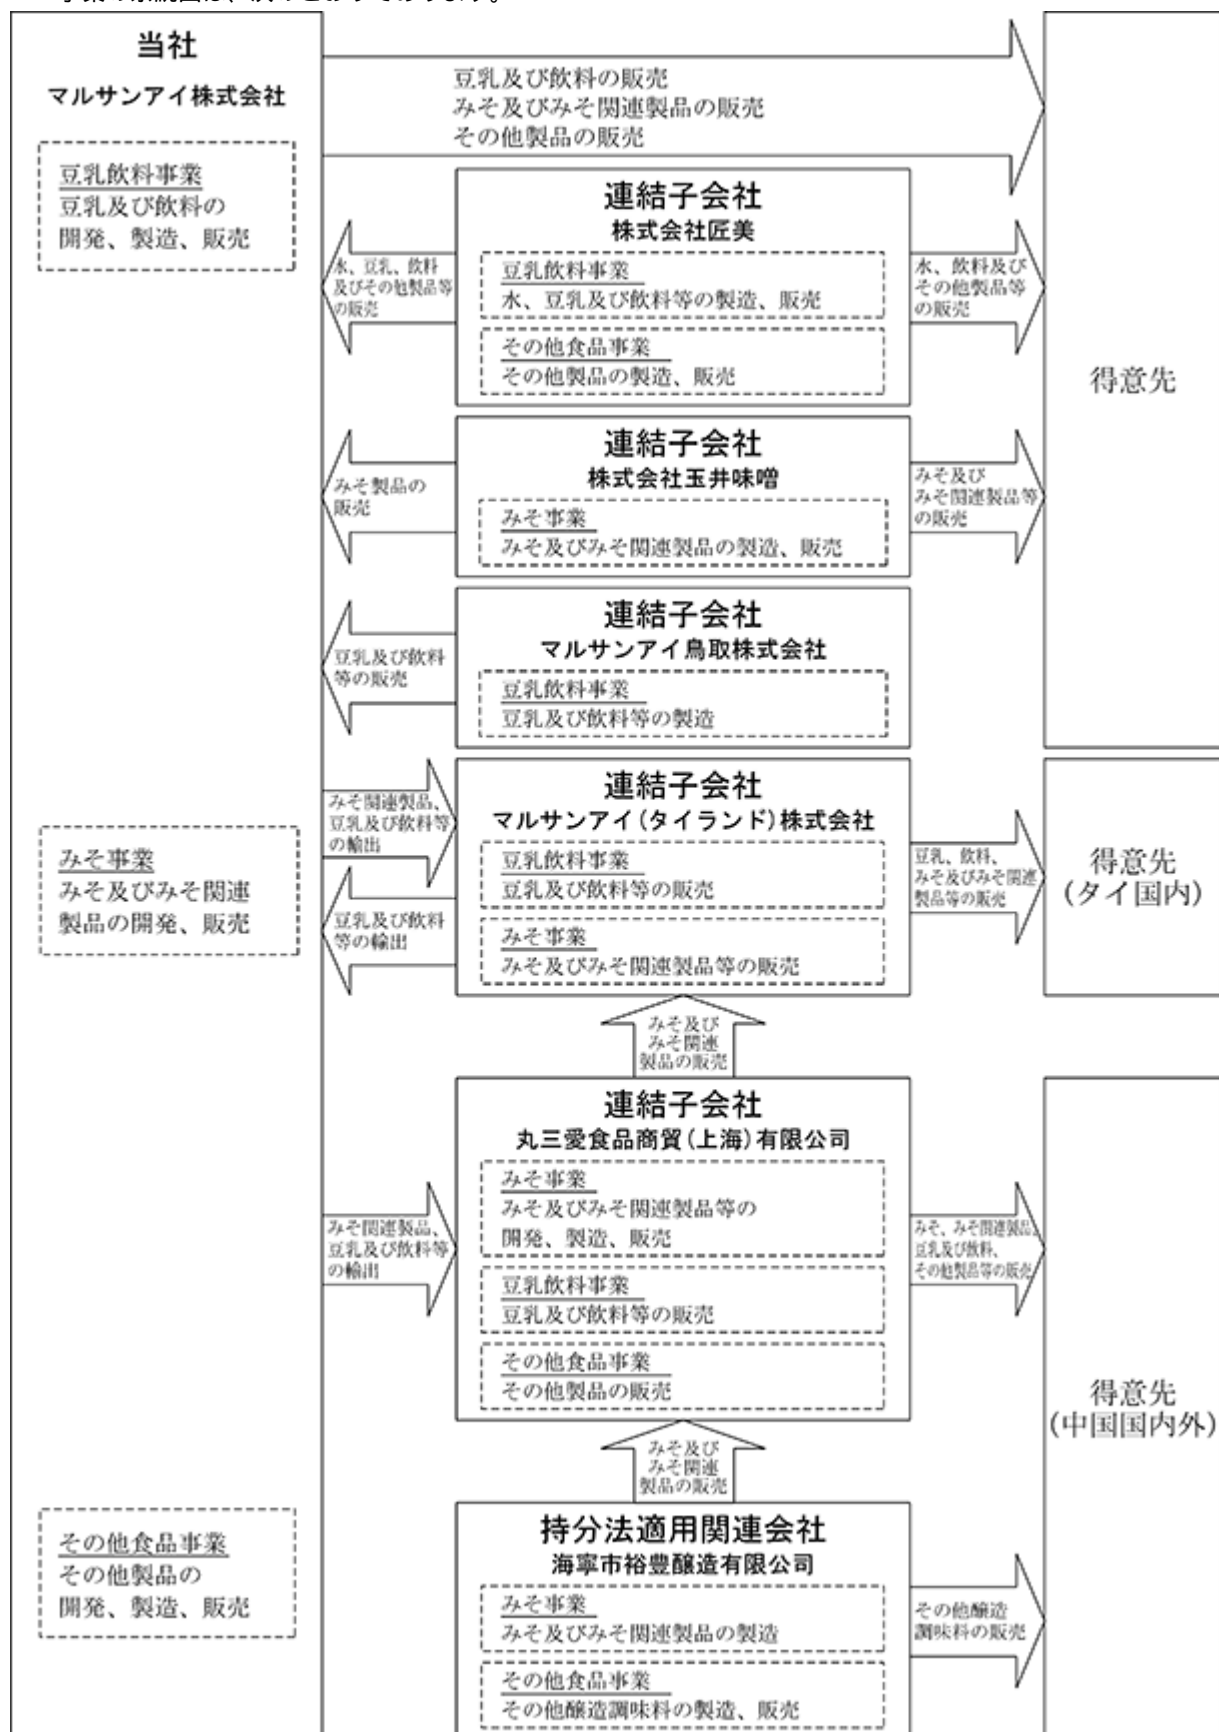 事業の系統図は、次のとおりであります。
当社
マルサンアイ株式会社
豆乳飲料事業
豆乳及び飲料の
開発、製造、販売
みそ事業
みそ及びみそ関連
製品の開発、販売
その他食品事業
その他製品の
開発、製造、販売
豆乳及び飲料の販売
みそ及びみそ関連製品の販売
その他製品の販売
連結子会社
株式会社匠美
豆乳飲料事業
水、豆乳及び飲料等の製造、販売
その他食品事業
その他製品の製造、販売
水、豆乳、飲料
及びその他製品等
の販売
水、飲料及び
その他製品等
の販売
得意先
連結子会社
株式会社玉井味噌
みそ事業
みそ及びみそ関連製品の製造、販売
みそ製品の
販売
みそ及び
みそ関連製品等
の販売
連結子会社
マルサンアイ鳥取株式会社
豆乳飲料事業
豆乳及び飲料等の製造
豆乳及び飲料
等の販売
連結子会社
マルサンアイ(タイランド)株式会社
豆乳飲料事業
豆乳及び飲料等の販売
みそ事業
みそ及びみそ関連製品等の販売
みそ関連製品、
豆乳及び飲料等
の輸出
豆乳及び飲料
等の輸出
豆乳、飲料、
みそ及びみそ関連
製品等の販売
得意先
(タイ国内)
みそ及び
みそ関連
製品の販売
連結子会社
丸三愛食品商貿(上海)有限公司
みそ事業
みそ及びみそ関連製品等の
開発、製造、販売
豆乳飲料事業
豆乳及び飲料等の販売
その他食品事業
その他製品の販売
みそ関連製品、
豆乳及び飲料等
の輸出
みそ、みそ関連製品、
豆乳及び飲料、
その他製品等の販売
得意先
(中国国内外)
みそ及び
みそ関連
製品の販売
持分法適用関連会社
海寧市裕豊醸造有限公司
みそ事業
みそ及びみそ関連製品の製造
その他食品事業
その他醸造調味料の製造、販売
その他醸造
調味料の販売